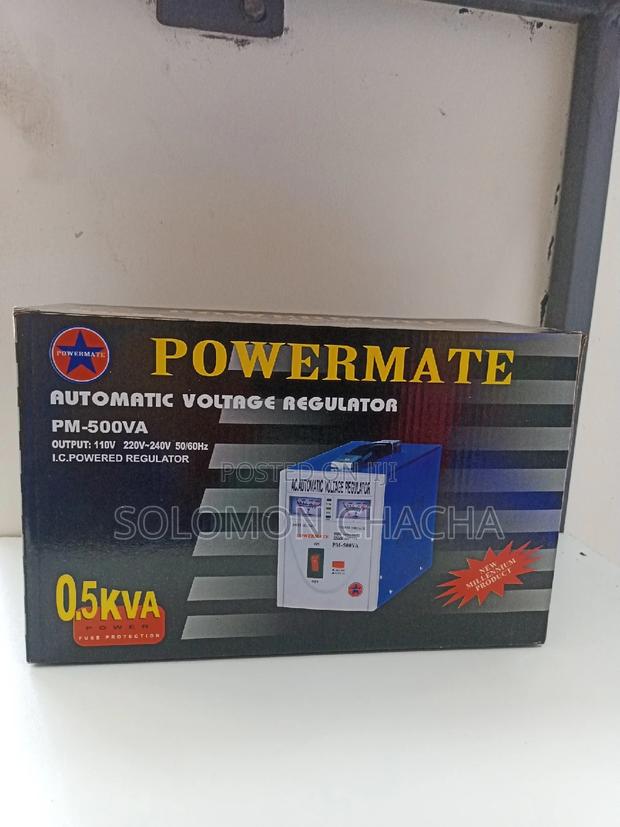 POWERMATE
POWERMATE
AUTOMATIC VOLTAGE REGULATOR
PM-500VA
OUTPUT: 110V 220V~240V 50/60Hz
I.C.POWERED REGULATOR
POSTED ON JIJI
SOLOMON CHACHA
AC.AUTOMATIC VOLTAGE REGULATOR
POWERMATE
PM-500VA
NEW
MILLENNIUM
PRODUCT
0,5KVA
POWER
FUSE PROTECTION